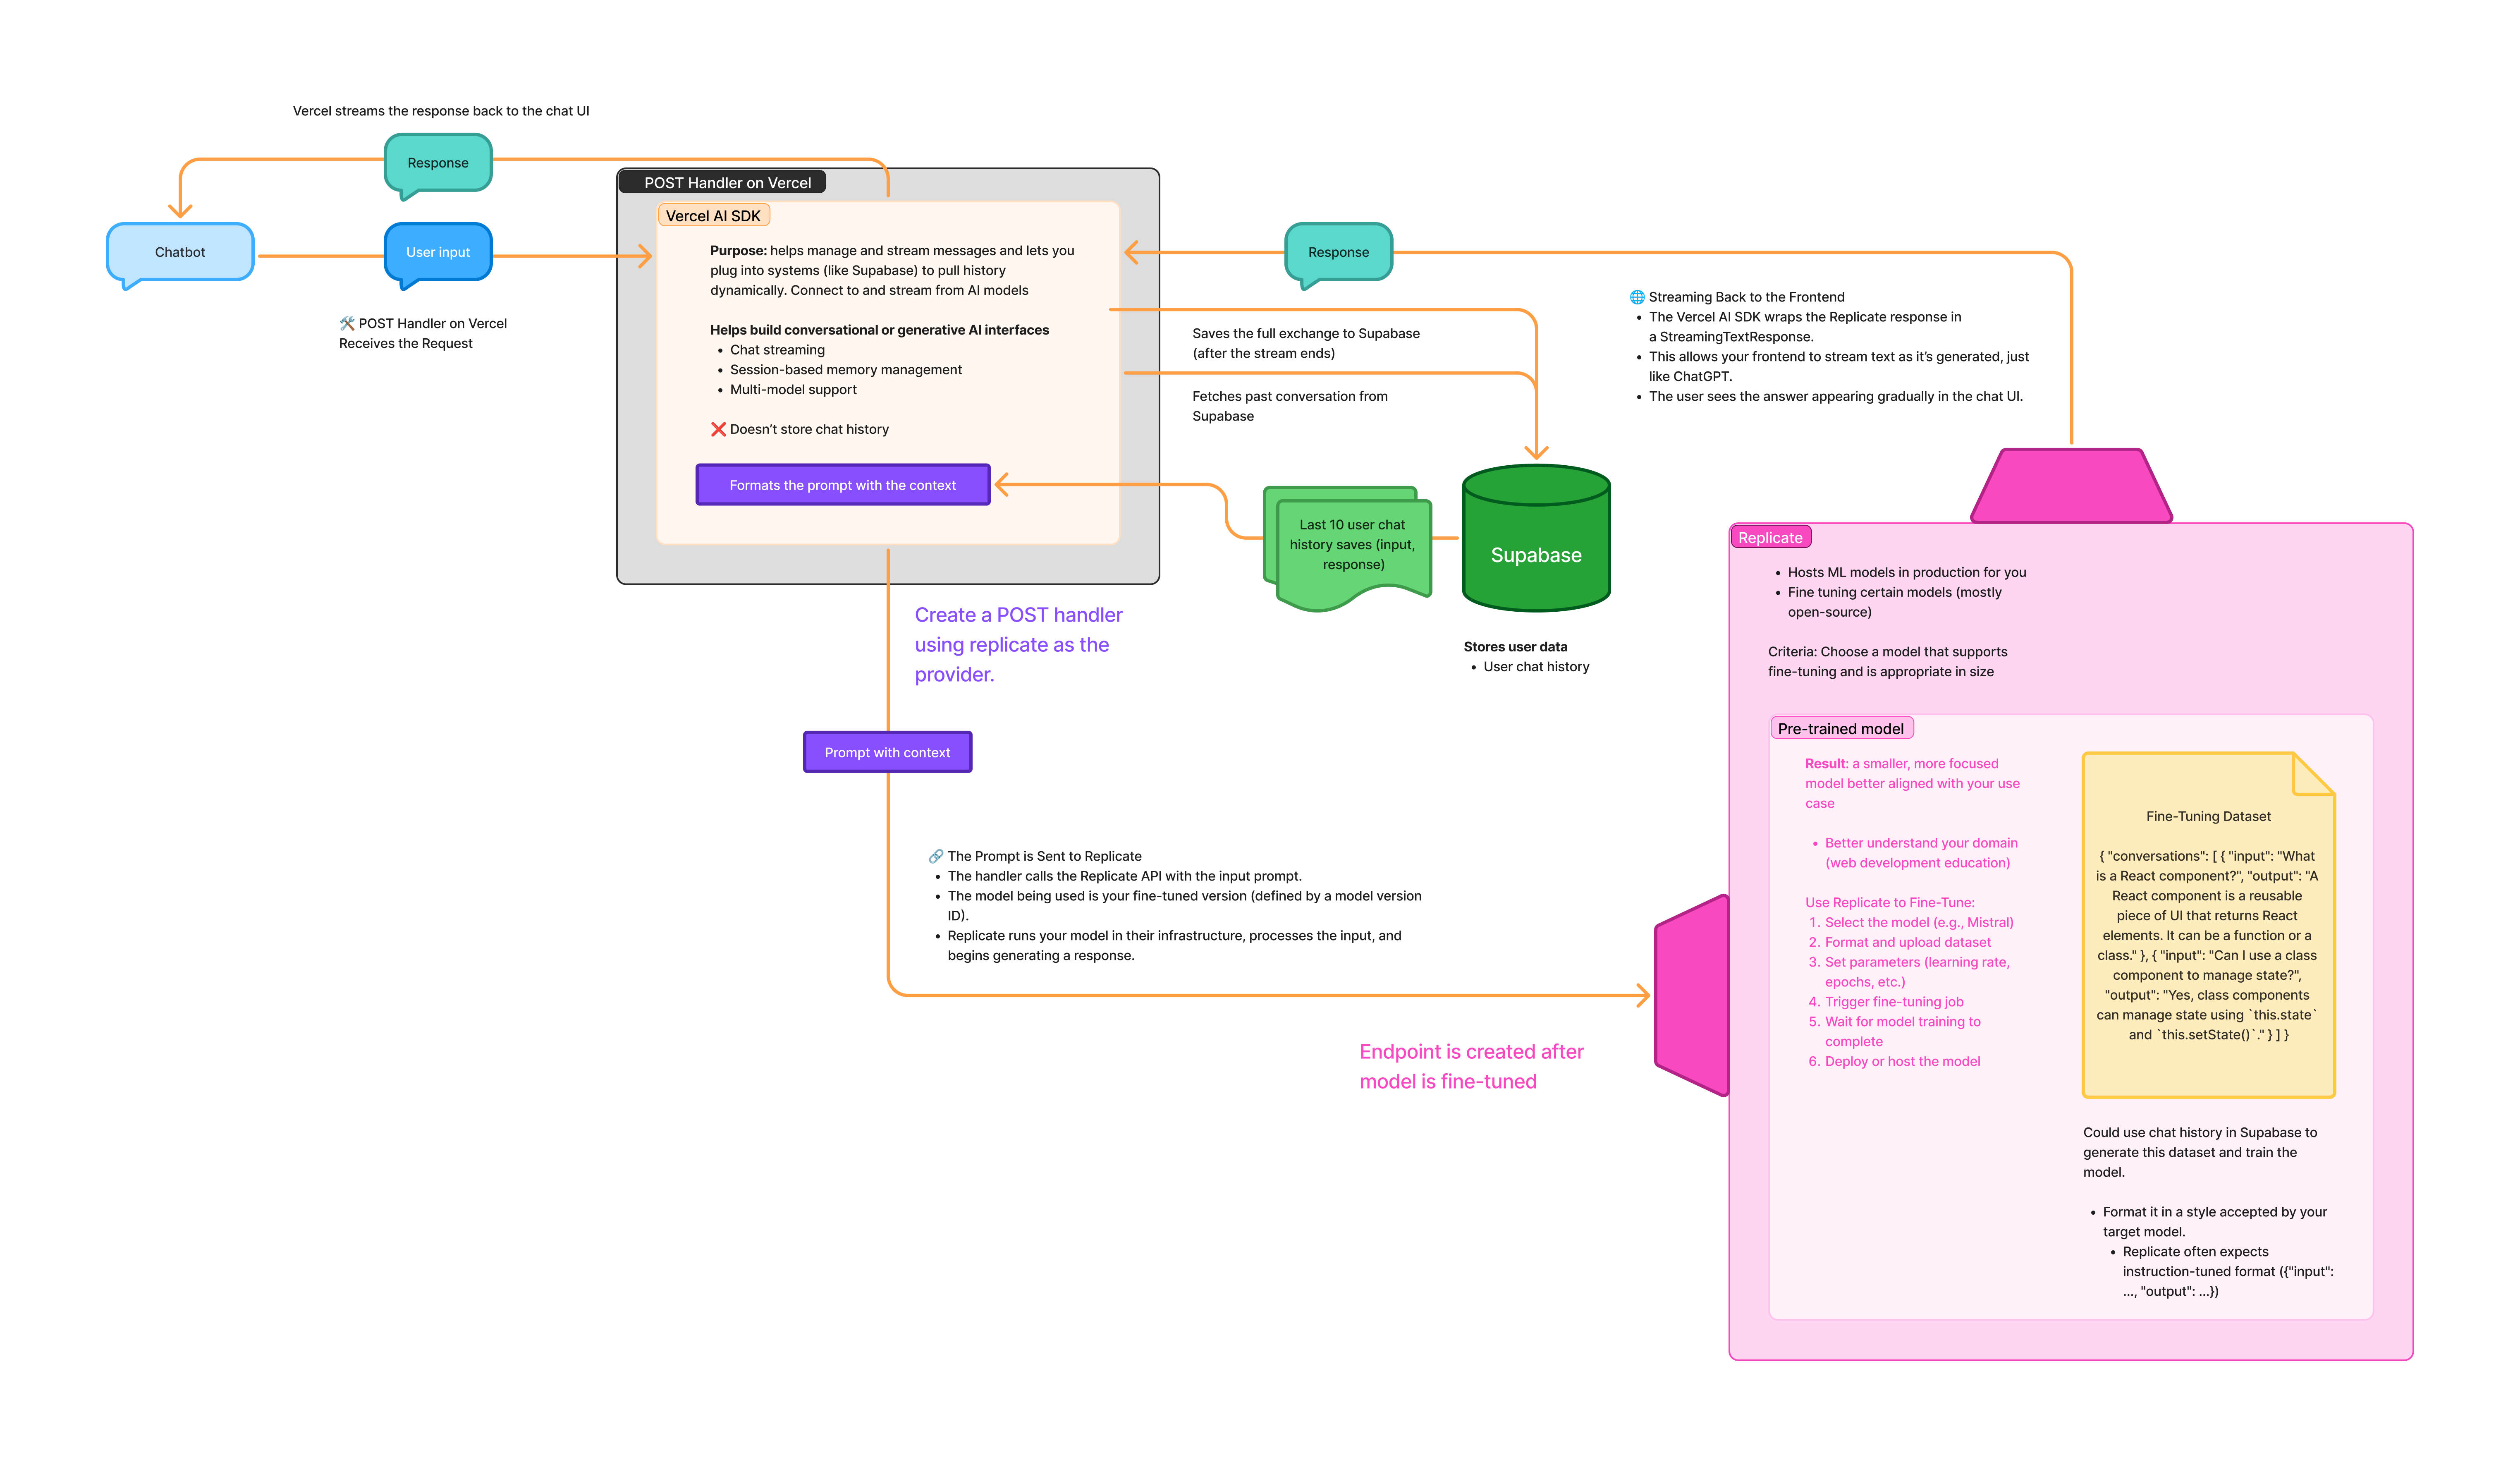 Vercel streams the response back to the chat UI
Response
Chatbot
User input
🛠️ POST Handler on Vercel
Receives the Request
POST Handler on Vercel
Vercel AI SDK
Purpose: helps manage and stream messages and lets you
plug into systems (like Supabase) to pull history
dynamically. Connect to and stream from AI models
Helps build conversational or generative AI interfaces
• Chat streaming
• Session-based memory management
• Multi-model support
❌ Doesn’t store chat history
Formats the prompt with the context
Response
Saves the full exchange to Supabase
(after the stream ends)
Fetches past conversation from
Supabase
Last 10 user chat
history saves (input,
response)
Supabase
Stores user data
• User chat history
🌐 Streaming Back to the Frontend
• The Vercel AI SDK wraps the Replicate response in
a StreamingTextResponse.
• This allows your frontend to stream text as it’s generated, just
like ChatGPT.
• The user sees the answer appearing gradually in the chat UI.
Create a POST handler
using replicate as the
provider.
Prompt with context
🔗 The Prompt is Sent to Replicate
• The handler calls the Replicate API with the input prompt.
• The model being used is your fine-tuned version (defined by a model version
ID).
• Replicate runs your model in their infrastructure, processes the input, and
begins generating a response.
Endpoint is created after
model is fine-tuned
Replicate
• Hosts ML models in production for you
• Fine tuning certain models (mostly
open-source)
Criteria: Choose a model that supports
fine-tuning and is appropriate in size
Pre-trained model
Result: a smaller, more focused
model better aligned with your use
case
• Better understand your domain
(web development education)
Use Replicate to Fine-Tune:
1. Select the model (e.g., Mistral)
2. Format and upload dataset
3. Set parameters (learning rate,
epochs, etc.)
4. Trigger fine-tuning job
5. Wait for model training to
complete
6. Deploy or host the model
Fine-Tuning Dataset
{ "conversations": [ { "input": "What
is a React component?", "output": "A
React component is a reusable
piece of UI that returns React
elements. It can be a function or a
class." }, { "input": "Can I use a class
component to manage state?",
"output": "Yes, class components
can manage state using `this.state`
and `this.setState()`." } ] }
Could use chat history in Supabase to
generate this dataset and train the
model.
• Format it in a style accepted by your
target model.
• Replicate often expects
instruction-tuned format ({"input":
..., "output": ...})